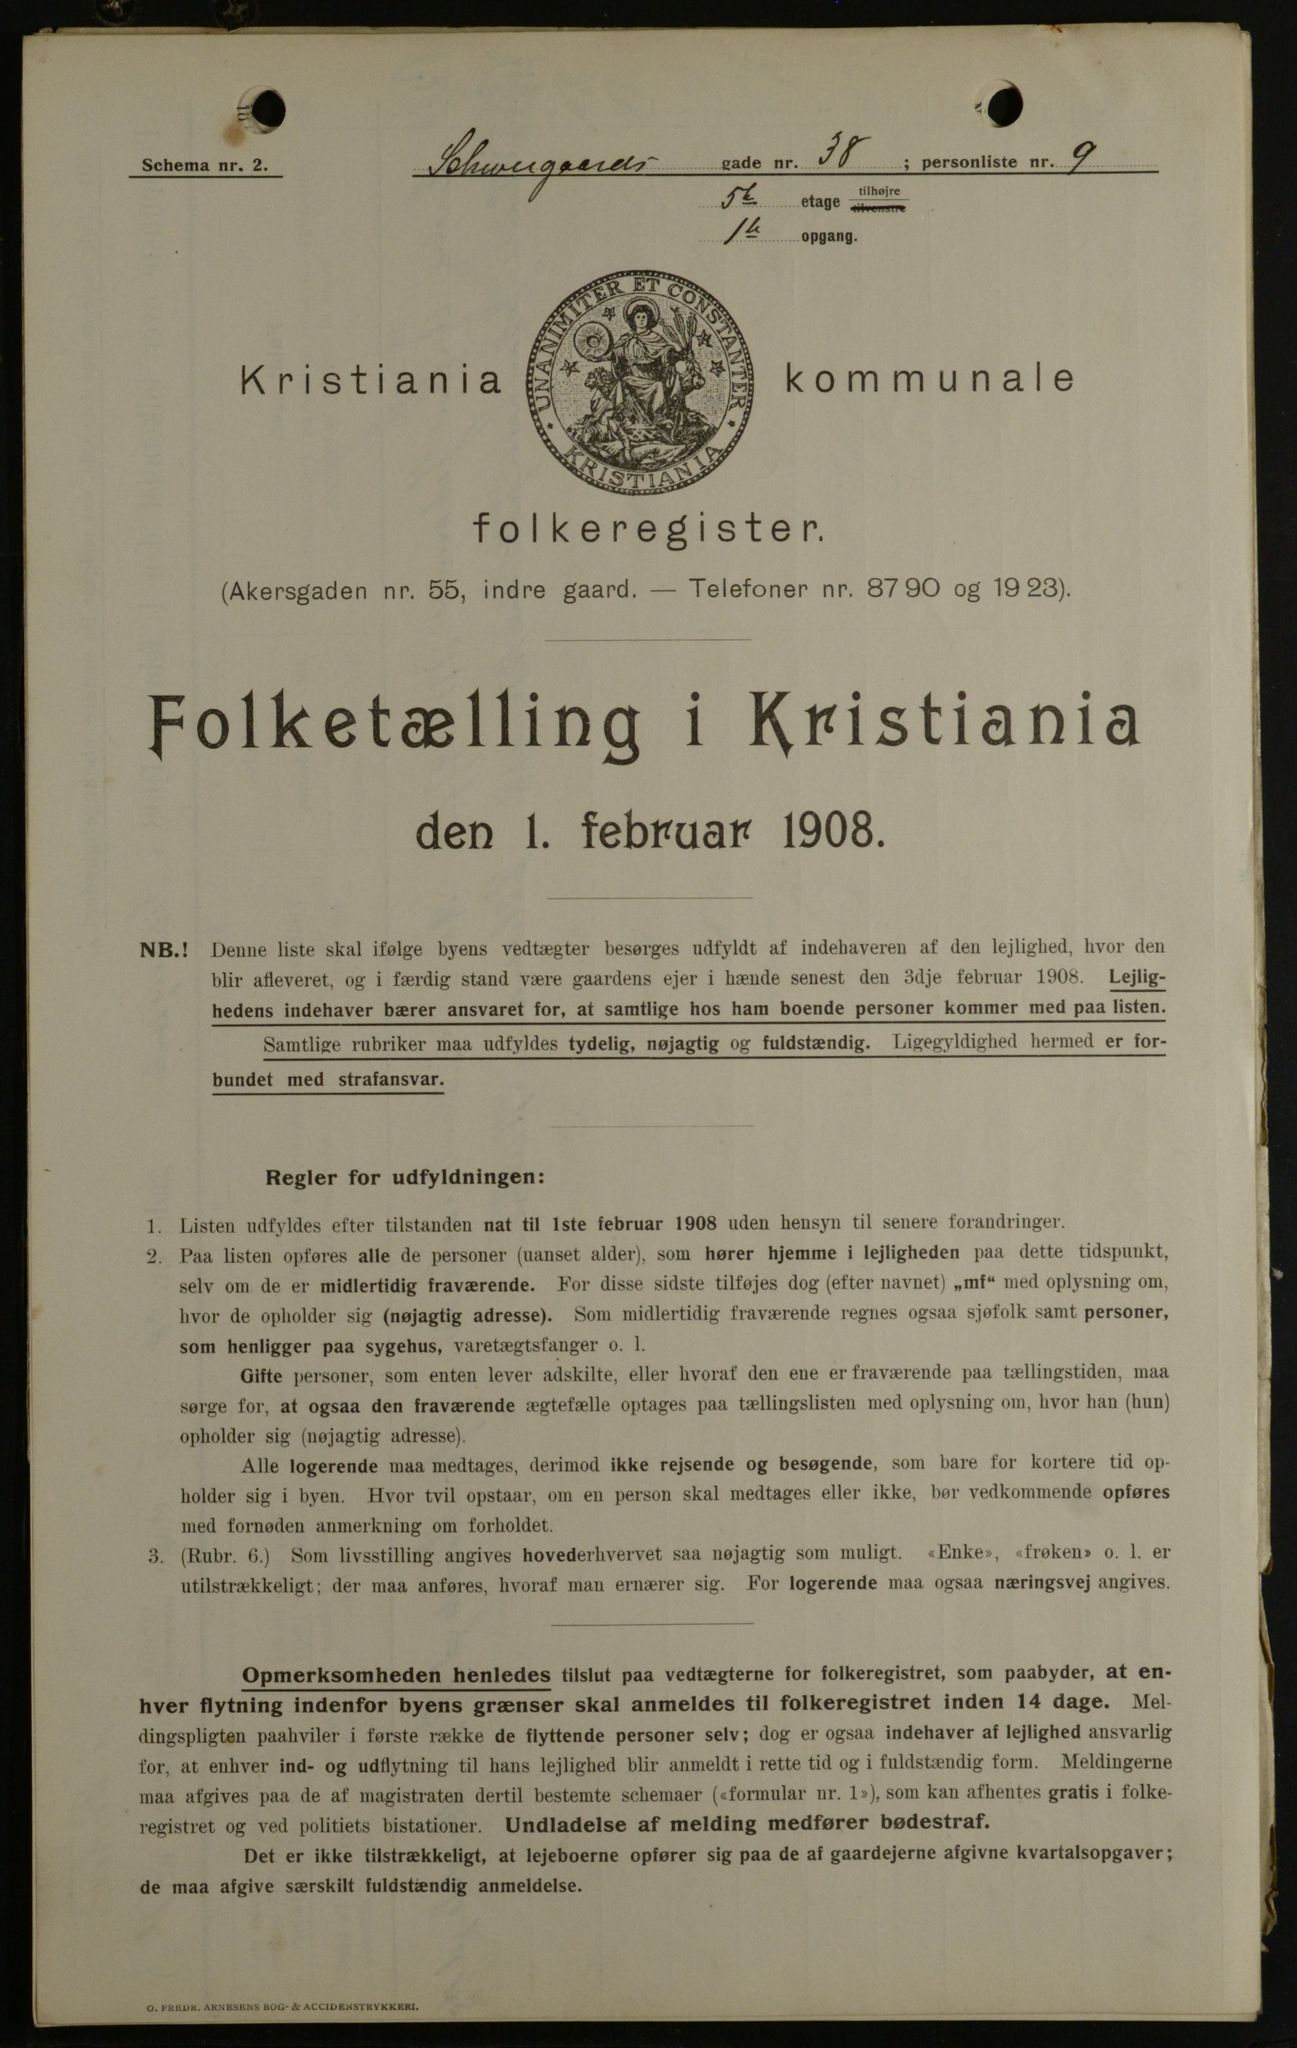 Schema nr. 2.
Schweigaards gade nr. 38 ; personliste nr. 9
5te etage tilhøjre
tilvenstre
1ste opgang.
UNANIMITER ET CONSTANTER
KRISTIANIA
Kristiania kommunale
folkeregister.
(Akersgaden nr. 55, indre gaard. — Telefoner nr. 87 90 og 19 23).
Folketælling i Kristiania
den 1. februar 1908.
NB.! Denne liste skal ifølge byens vedtægter besørges udfyldt af indehaveren af den lejlighed, hvor den
blir afleveret, og i færdig stand være gaardens ejer i hænde senest den 3dje februar 1908. Lejlig-
hedens indehaver bærer ansvaret for, at samtlige hos ham boende personer kommer med paa listen.
Samtlige rubriker maa udfyldes tydelig, nøjagtig og fuldstændig. Ligegyldighed hermed er for-
bundet med strafansvar.
Regler for udfyldningen:
1. Listen udfyldes efter tilstanden nat til 1ste februar 1908 uden hensyn til senere forandringer.
2. Paa listen opføres alle de personer (uanset alder), som hører hjemme i lejligheden paa dette tidspunkt,
selv om de er midlertidig fraværende. For disse sidste tilføjes dog (efter navnet) „mf“ med oplysning om,
hvor de opholder sig (nøjagtig adresse). Som midlertidig fraværende regnes ogsaa sjøfolk samt personer,
som henligger paa sygehus, varetægtsfanger o. l.
Gifte personer, som enten lever adskilte, eller hvoraf den ene er fraværende paa tællingstiden, maa
sørge for, at ogsaa den fraværende ægtefælle optages paa tællingslisten med oplysning om, hvor han (hun)
opholder sig (nøjagtig adresse).
Alle logerende maa medtages, derimod ikke rejsende og besøgende, som bare for kortere tid op-
holder sig i byen. Hvor tvil opstaar, om en person skal medtages eller ikke, bør vedkommende opføres
med fornøden anmerkning om forholdet.
3. (Rubr. 6.) Som livsstilling angives hovederhvervet saa nøjagtig som muligt. «Enke», «frøken» o. l. er
utilstrækkeligt; der maa anføres, hvoraf man ernærer sig. For logerende maa ogsaa næringsvej angives.
Opmerksomheden henledes tilslut paa vedtægterne for folkeregistret, som paabyder, at en-
hver flytning indenfor byens grænser skal anmeldes til folkeregistret inden 14 dage. Mel-
dingspligten paahviler i første række de flyttende personer selv; dog er ogsaa indehaver af lejlighed ansvarlig
for, at enhver ind- og udflytning til hans lejlighed blir anmeldt i rette tid og i fuldstændig form. Meldingerne
maa afgives paa de af magistraten dertil bestemte schemaer («formular nr. 1»), som kan afhentes gratis i folke-
registret og ved politiets bistationer. Undladelse af melding medfører bødestraf.
Det er ikke tilstrækkeligt, at lejeboerne opfører sig paa de af gaardejerne afgivne kvartalsopgaver;
de maa afgive særskilt fuldstændig anmeldelse.
O. FREDR. ARNESENS BOG- & ACCIDENSTRYKKERI.